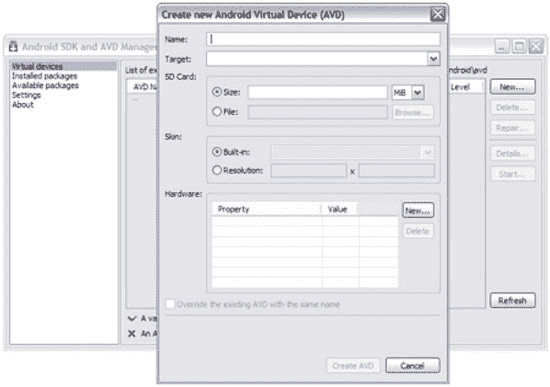 Create new Android Virtual Device (AVD)
Android SDK and AVD Manage
Virtual devices
Installed packages
Available packages
Settings
About
List of ex
ndroid\avd
AVD Na
Level
New...
Delete...
Repair...
Details...
Start...
Refresh
A va
An A
Name:
Target:
SD Card:
Size:
MiB
File:
Browse...
Skin:
Built-in:
Resolution:
x
Hardware:
Property Value
New...
Delete
Override the existing AVD with the same name
Create AVD Cancel